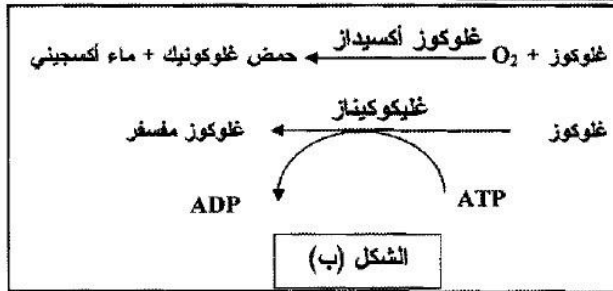 غلوكوز أكسيداز
غلوكوز + O₂ حمض غلوكونيك + ماء أكسجيني
غليكوكيناز
غلوكوز غلوكوز مفسفر
ATP ADP
الشكل (ب)